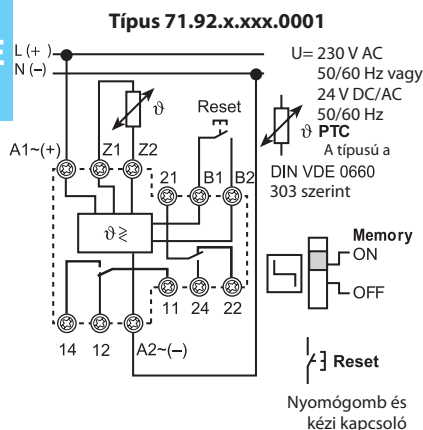 Típus 71.92.x.xxx.0001
E
L (+)
N (–)
U= 230 V AC
50/60 Hz vagy
24 V DC/AC
50/60 Hz
ϑ PTC
A típusú a
DIN VDE 0660
303 szerint
ϑ
Reset
A1~(+)
Z1
Z2
21
B1
B2
ϑ ≷
Memory
ON
OFF
11
24
22
14
12
A2~(–)
Reset
Nyomógomb és
kézi kapcsoló